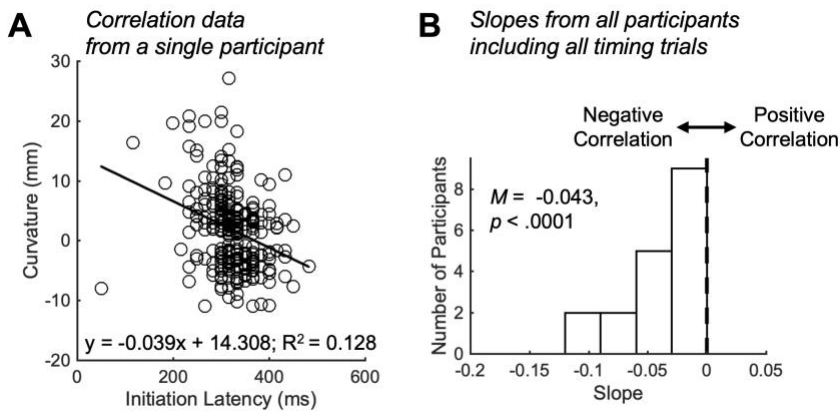 A
Correlation data
from a single participant
30
20
10
0
-10
-20
Curvature (mm)
y = -0.039x + 14.308; R² = 0.128
0
200
400
600
Initiation Latency (ms)
B
Slopes from all participants
including all timing trials
Negative
Correlation
Positive
Correlation
M = -0.043,
p < .0001
8
6
4
2
0
Number of Participants
-0.2
-0.15
-0.1
-0.05
0
0.05
Slope